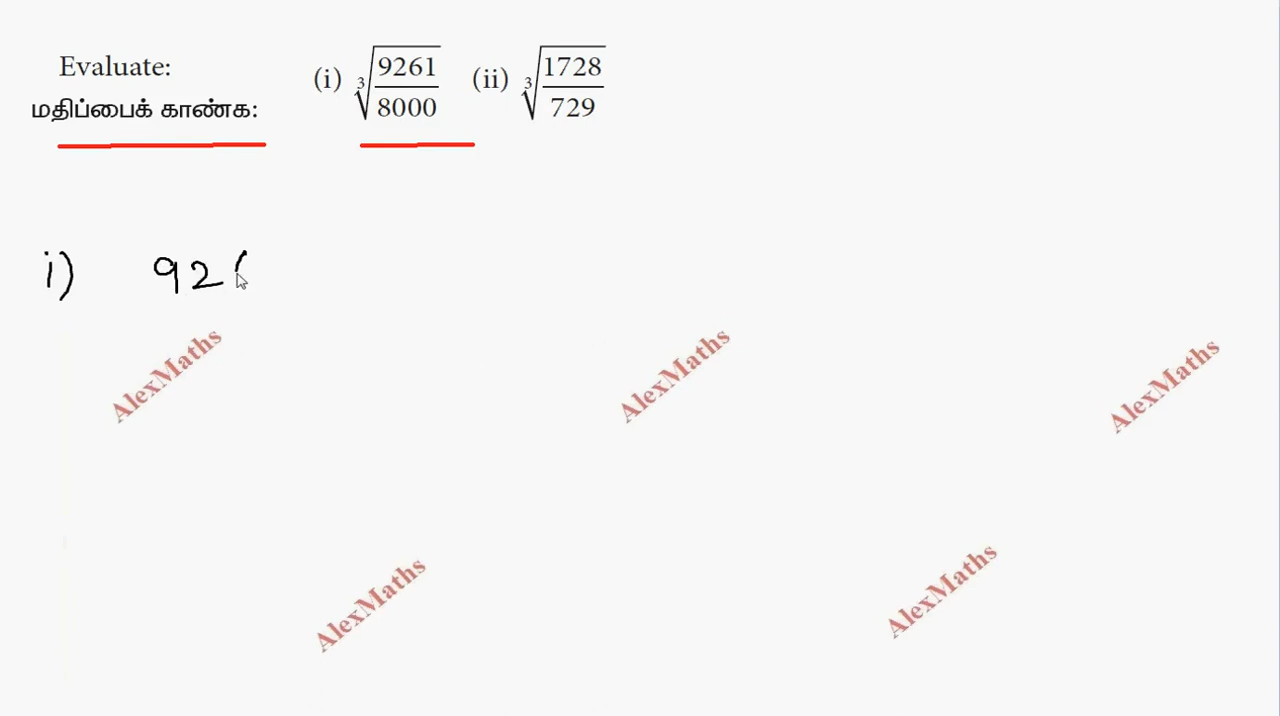 Evaluate: (i) ∛(9261/8000) (ii) ∛(1728/729)
மதிப்பைக் காண்க:
i) 92
AlexMaths AlexMaths AlexMaths
AlexMaths AlexMaths